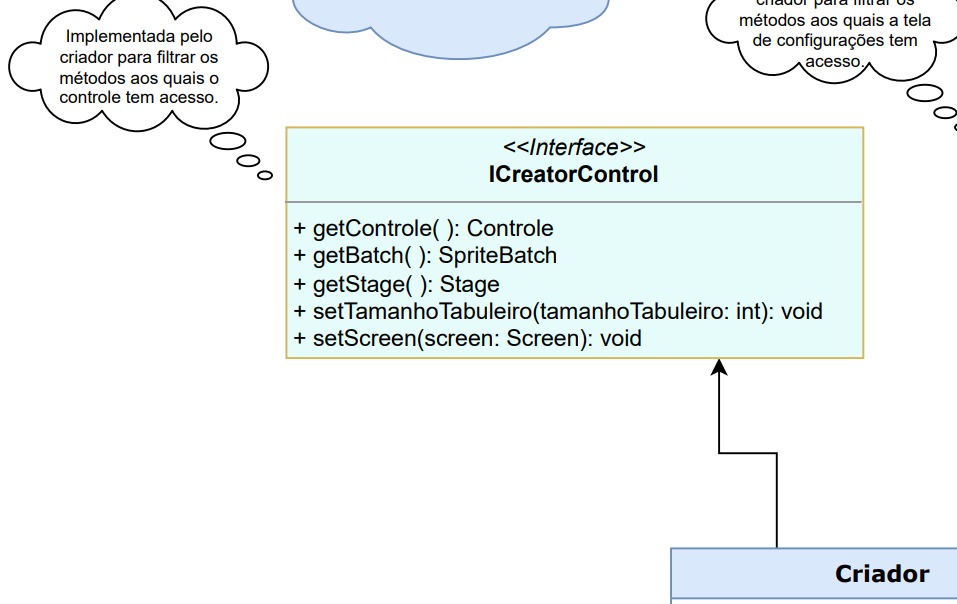 Implementada pelo
criador para filtrar os
métodos aos quais o
controle tem acesso.
criador para filtrar os
métodos aos quais a tela
de configurações tem
acesso.
<<Interface>>
ICreatorControl
+ getControle( ): Controle
+ getBatch( ): SpriteBatch
+ getStage( ): Stage
+ setTamanhoTabuleiro(tamanhoTabuleiro: int): void
+ setScreen(screen: Screen): void
Criador